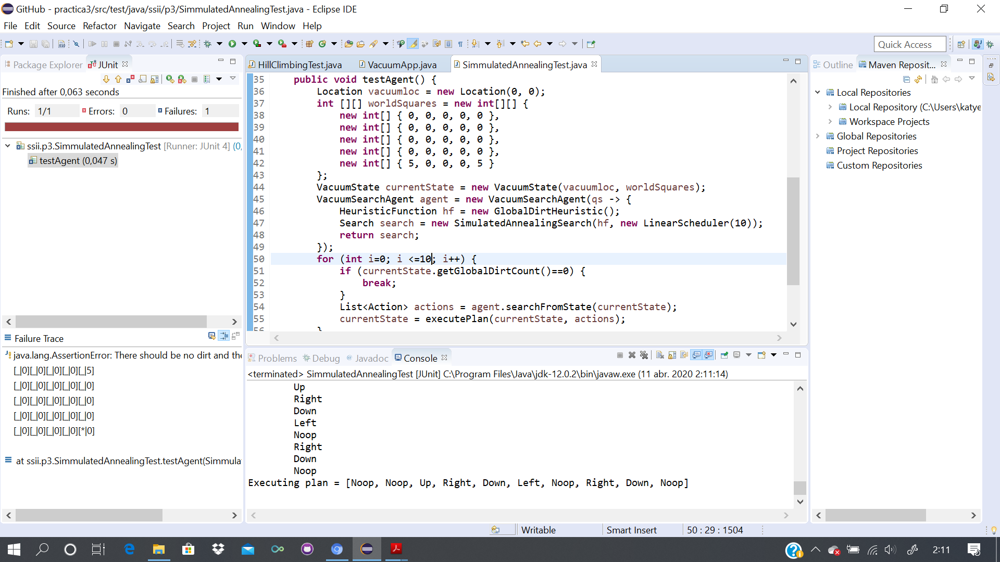 GitHub - practica3/src/test/java/ssii/p3/SimmulatedAnnealingTest.java - Eclipse IDE
File Edit Source Refactor Navigate Search Project Run Window Help
Quick Access
Package Explorer JUnit
Finished after 0,063 seconds
Runs: 1/1 Errors: 0 Failures: 1
ssii.p3.SimmulatedAnnealingTest [Runner: JUnit 4] (0,
testAgent (0,047 s)
Failure Trace
java.lang.AssertionError: There should be no dirt and the
[_|0][_|0][_|0][_|0][_|5]
[_|0][_|0][_|0][_|0][_|0]
[_|0][_|0][_|0][_|0][_|0]
[_|0][_|0][_|0][_|0][_|0]
[_|0][_|0][_|0][_|0][*|0]
at ssii.p3.SimmulatedAnnealingTest.testAgent(Simmula
HillClimbingTest.java VacuumApp.java SimmulatedAnnealingTest.java
35 public void testAgent() {
36 Location vacuumloc = new Location(0, 0);
37 int [][] worldSquares = new int[][] {
38 new int[] { 0, 0, 0, 0, 0 },
39 new int[] { 0, 0, 0, 0, 0 },
40 new int[] { 0, 0, 0, 0, 0 },
41 new int[] { 0, 0, 0, 0, 0 },
42 new int[] { 5, 0, 0, 0, 5 }
43 };
44 VacuumState currentState = new VacuumState(vacuumloc, worldSquares);
45 VacuumSearchAgent agent = new VacuumSearchAgent(qs -> {
46 HeuristicFunction hf = new GlobalDirtHeuristic();
47 Search search = new SimulatedAnnealingSearch(hf, new LinearScheduler(10));
48 return search;
49 });
50 for (int i=0; i <=10; i++) {
51 if (currentState.getGlobalDirtCount()==0) {
52 break;
53 }
54 List<Action> actions = agent.searchFromState(currentState);
55 currentState = executePlan(currentState, actions);
56 }
Problems Debug Javadoc Console
<terminated> SimmulatedAnnealingTest [JUnit] C:\Program Files\Java\jdk-12.0.2\bin\javaw.exe (11 abr. 2020 2:11:14)
Up
Right
Down
Left
Noop
Right
Down
Noop
Executing plan = [Noop, Noop, Up, Right, Down, Left, Noop, Right, Down, Noop]
Outline Maven Reposit...
Local Repositories
Local Repository (C:\Users\katye
Workspace Projects
Global Repositories
Project Repositories
Custom Repositories
Writable Smart Insert 50 : 29 : 1504
2:11